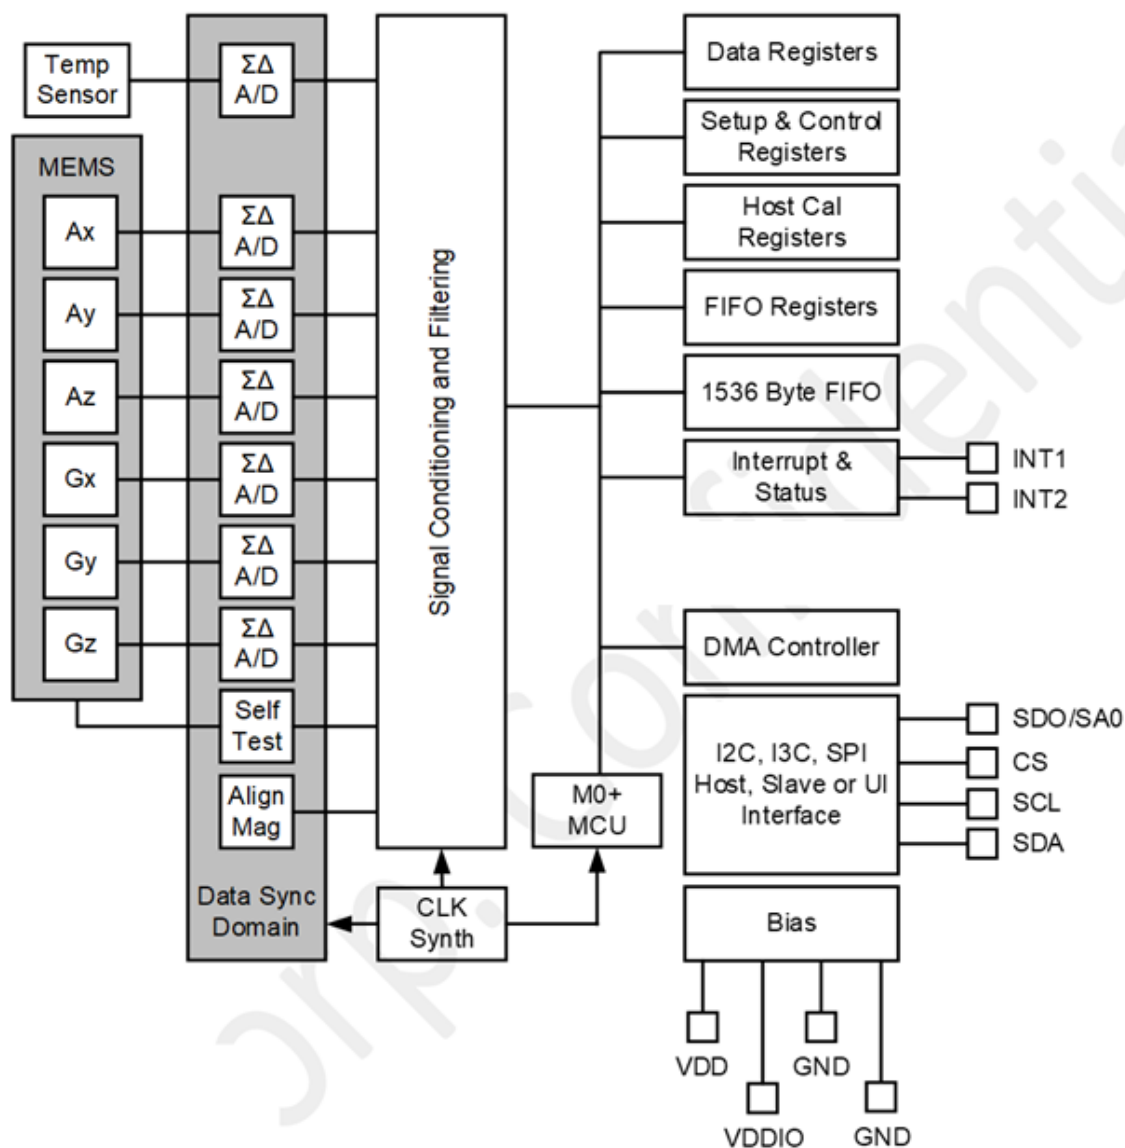 Temp
Sensor
MEMS
Ax
Ay
Az
Gx
Gy
Gz
ΣΔ
A/D
ΣΔ
A/D
ΣΔ
A/D
ΣΔ
A/D
ΣΔ
A/D
ΣΔ
A/D
ΣΔ
A/D
Self
Test
Align
Mag
Data Sync
Domain
Signal Conditioning and Filtering
CLK
Synth
M0+
MCU
Data Registers
Setup & Control
Registers
Host Cal
Registers
FIFO Registers
1536 Byte FIFO
Interrupt &
Status
INT1
INT2
DMA Controller
I2C, I3C, SPI
Host, Slave or UI
Interface
SDO/SA0
CS
SCL
SDA
Bias
VDD
GND
VDDIO
GND